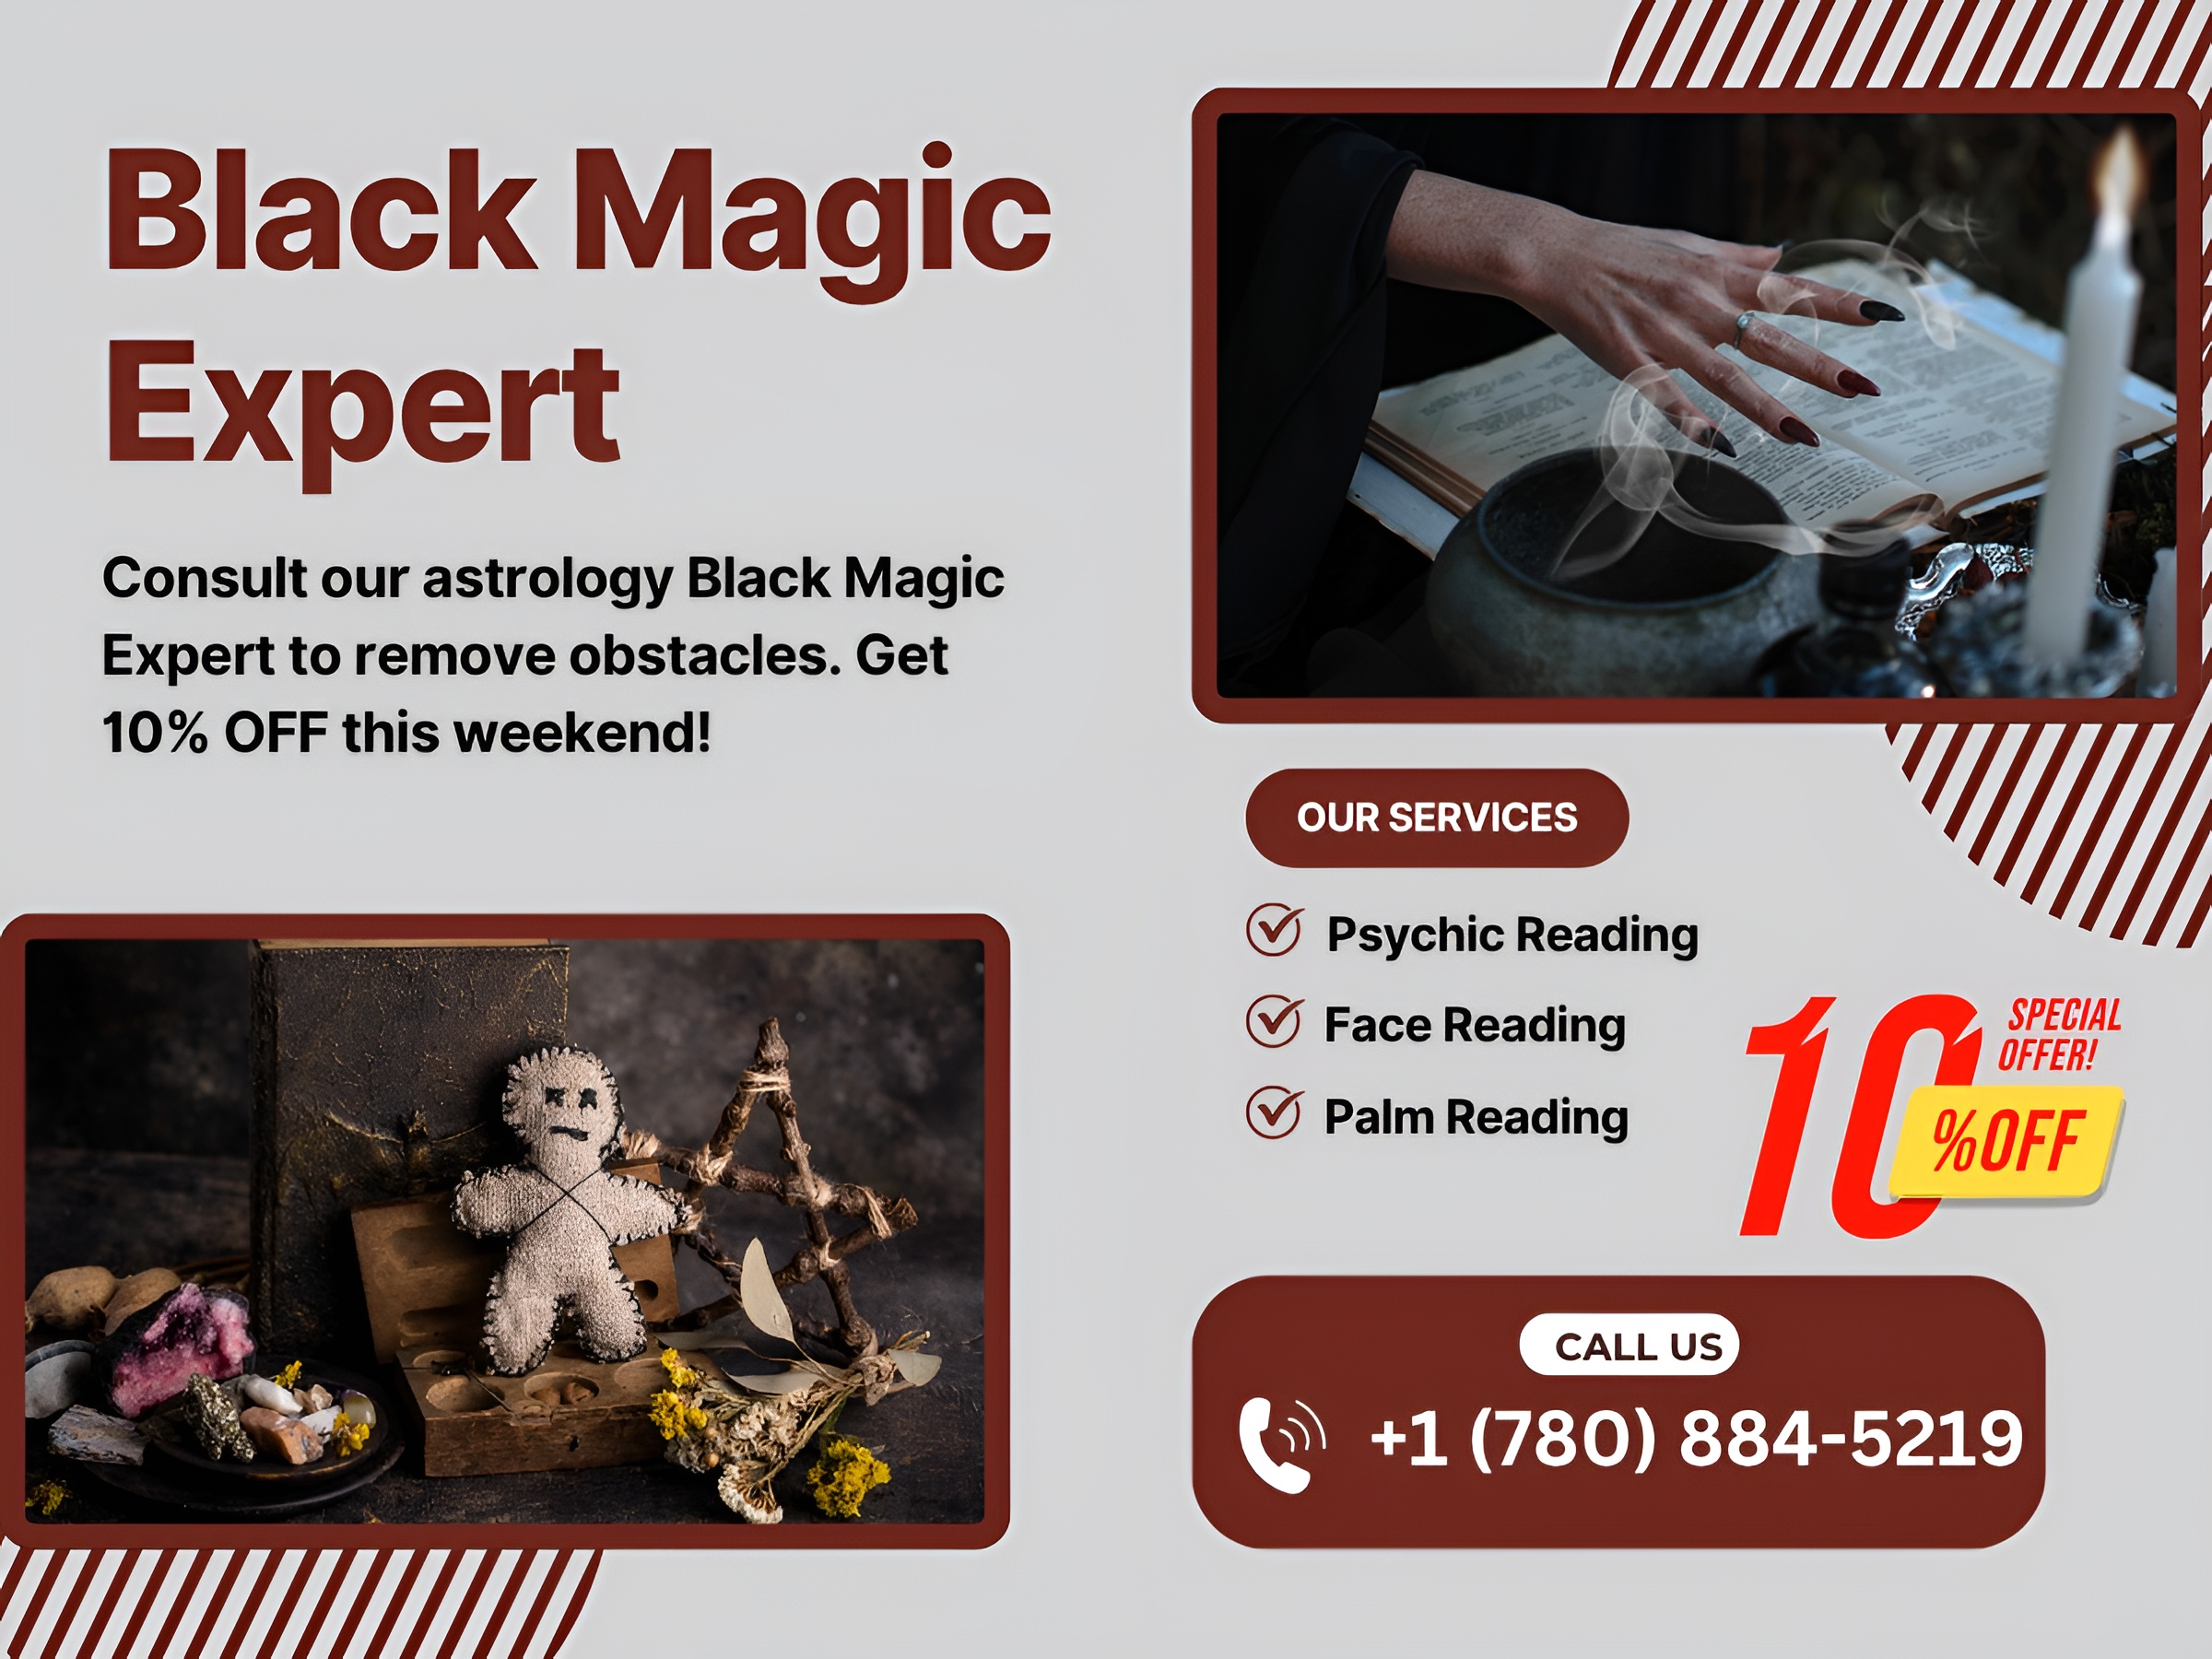 Black Magic
Expert
Consult our astrology Black Magic
Expert to remove obstacles. Get
10% OFF this weekend!
OUR SERVICES
Psychic Reading
Face Reading
Palm Reading
10
SPECIAL
OFFER!
%OFF
CALL US
+1 (780) 884-5219